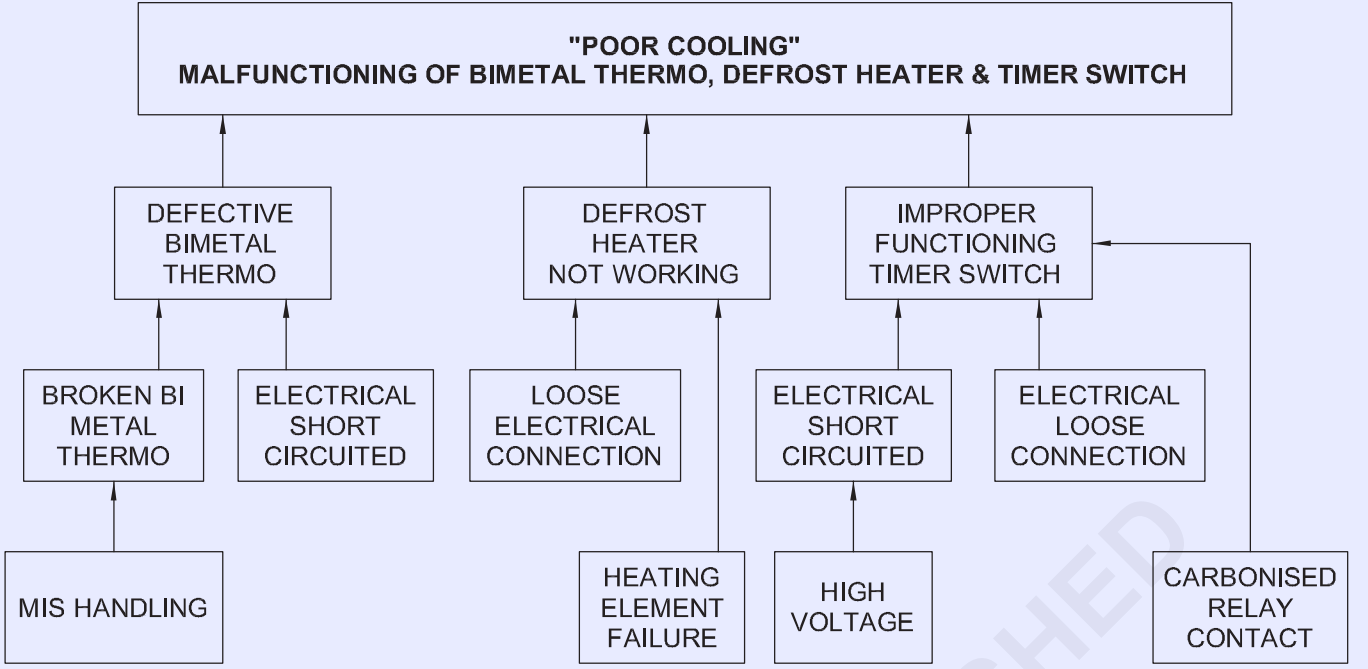 "POOR COOLING"
MALFUNCTIONING OF BIMETAL THERMO, DEFROST HEATER & TIMER SWITCH
DEFECTIVE
BIMETAL
THERMO
DEFROST
HEATER
NOT WORKING
IMPROPER
FUNCTIONING
TIMER SWITCH
BROKEN BI
METAL
THERMO
ELECTRICAL
SHORT
CIRCUITED
LOOSE
ELECTRICAL
CONNECTION
ELECTRICAL
SHORT
CIRCUITED
ELECTRICAL
LOOSE
CONNECTION
MIS HANDLING
HEATING
ELEMENT
FAILURE
HIGH
VOLTAGE
CARBONISED
RELAY
CONTACT
SHED